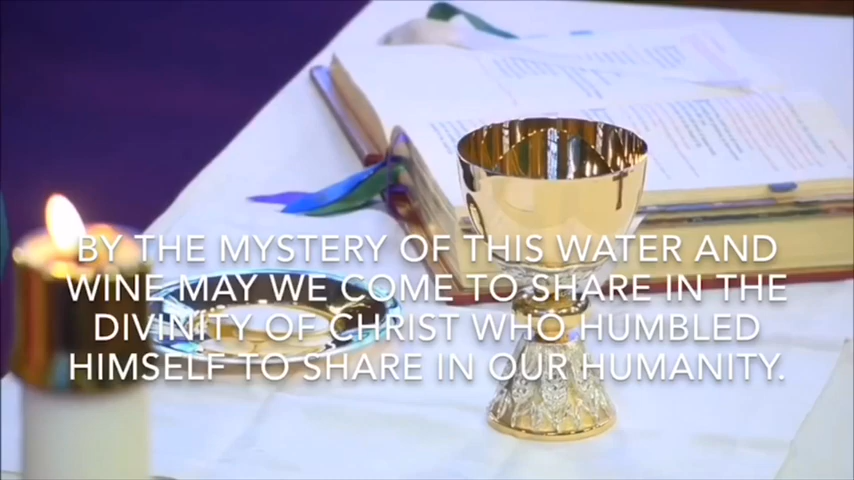 BY THE MYSTERY OF THIS WATER AND
WINE MAY WE COME TO SHARE IN THE
DIVINITY OF CHRIST WHO HUMBLED
HIMSELF TO SHARE IN OUR HUMANITY.